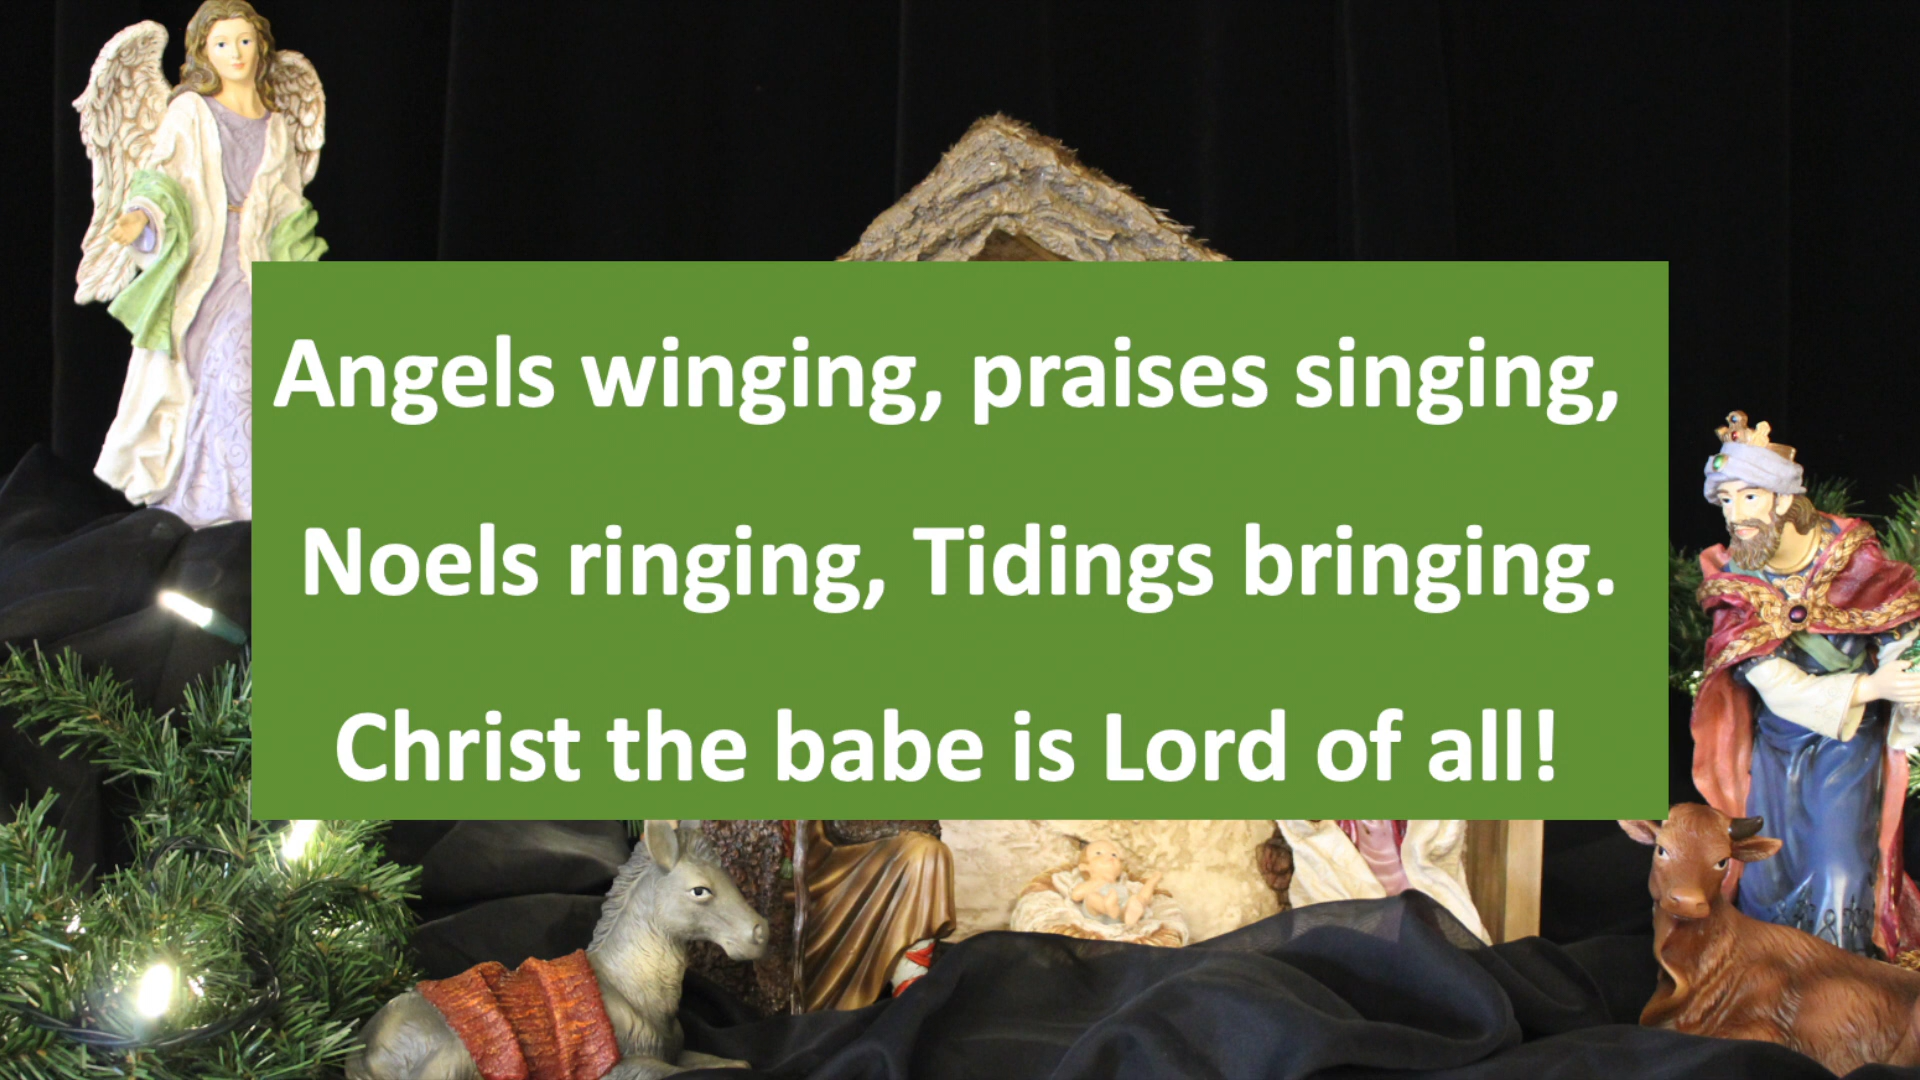 Angels winging, praises singing,
Noels ringing, Tidings bringing.
Christ the babe is Lord of all!